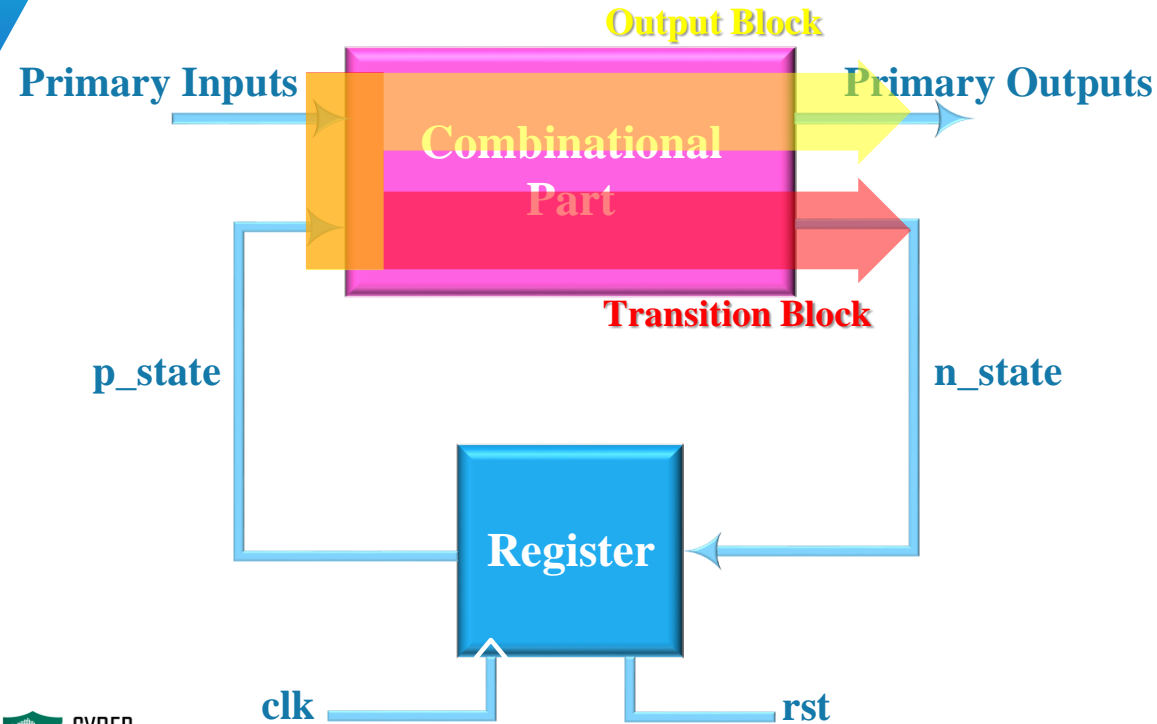 Output Block
Primary Inputs
Primary Outputs
Combinational
Part
Transition Block
p_state
n_state
Register
clk
rst